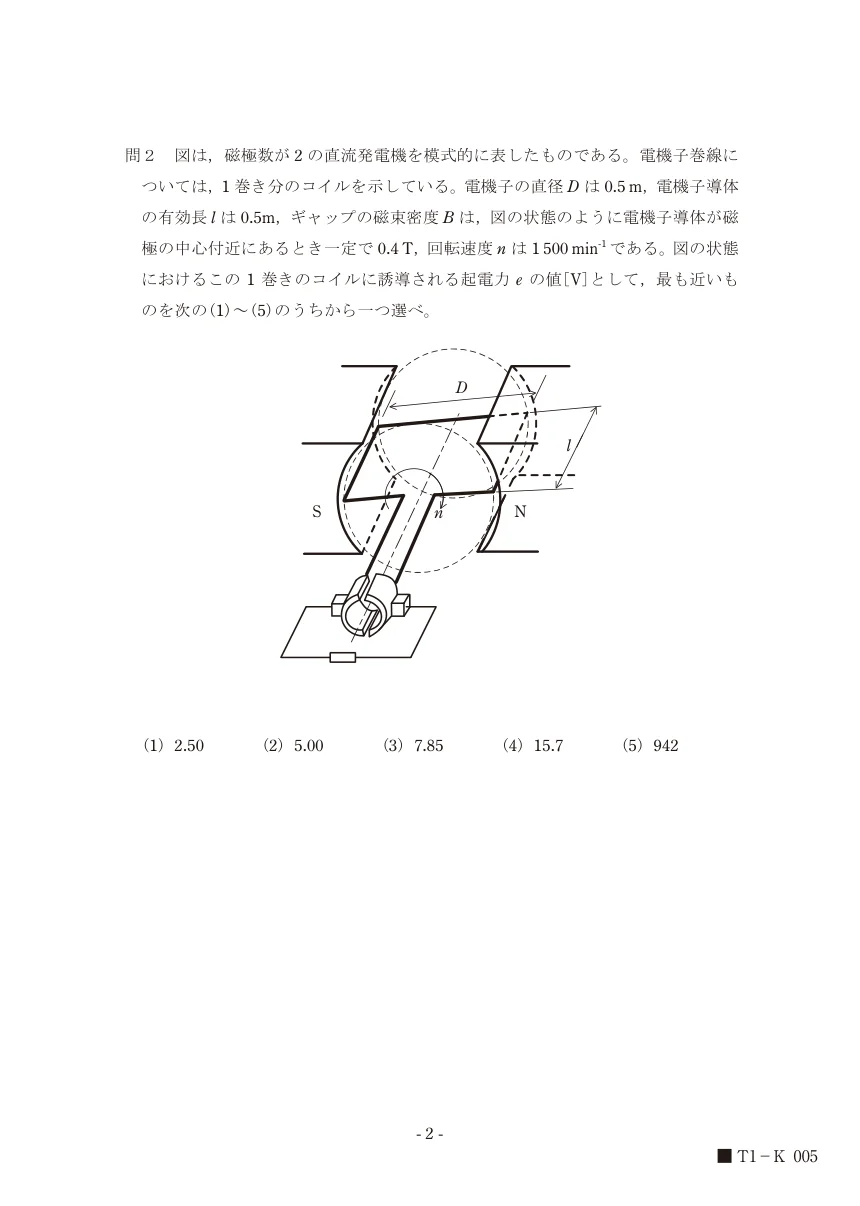 問2 図は，磁極数が 2 の直流発電機を模式的に表したものである。電機子巻線に
ついては，1 巻き分のコイルを示している。電機子の直径 D は 0.5 m，電機子導体
の有効長 l は 0.5m，ギャップの磁束密度 B は，図の状態のように電機子導体が磁
極の中心付近にあるとき一定で 0.4 T，回転速度 n は 1 500 min⁻¹ である。図の状態
におけるこの 1 巻きのコイルに誘導される起電力 e の値[V]として，最も近いも
のを次の(1)～(5)のうちから一つ選べ。
D
l
S
n
N
(1) 2.50 (2) 5.00 (3) 7.85 (4) 15.7 (5) 942
- 2 -
■ T1－K 005